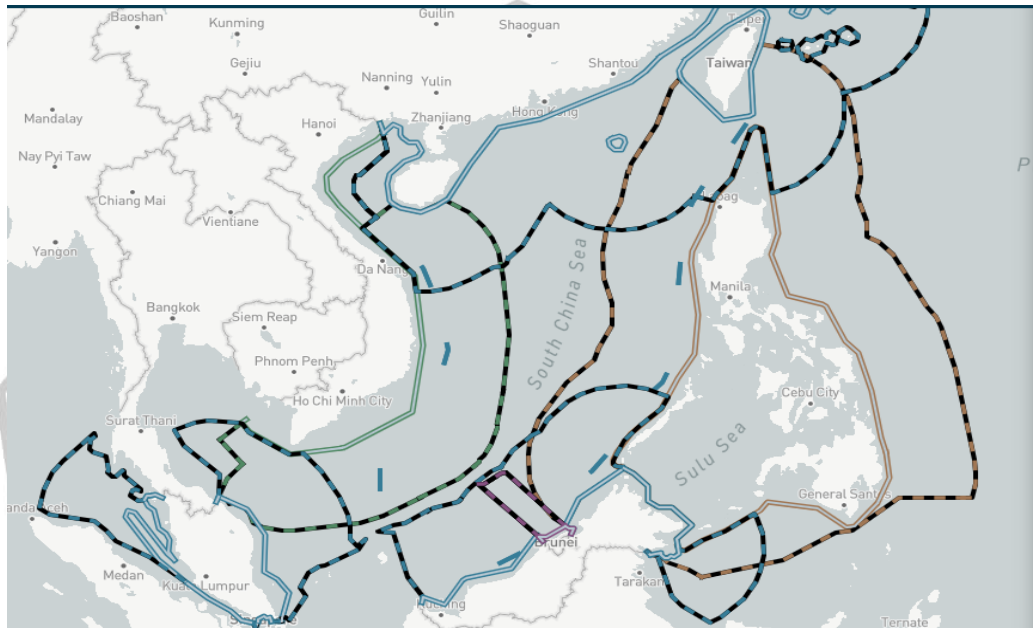 Guilin
Baoshan
Kunming
Shaoguan
Taipei
Gejiu
Nanning
Yulin
Shantou
Taiwan
Mandalay
Hanoi
Zhanjiang
Hong Kong
Nay Pyi Taw
P
Chiang Mai
Vientiane
Yangon
Da Nang
South China Sea
Manila
Bangkok
Siem Reap
Phnom Penh
Ho Chi Minh City
Cebu City
Surat Thani
Sulu Sea
General Santos
anda Aceh
Brunei
Medan
Kuala Lumpur
Tarakan
Kuching
Ternate